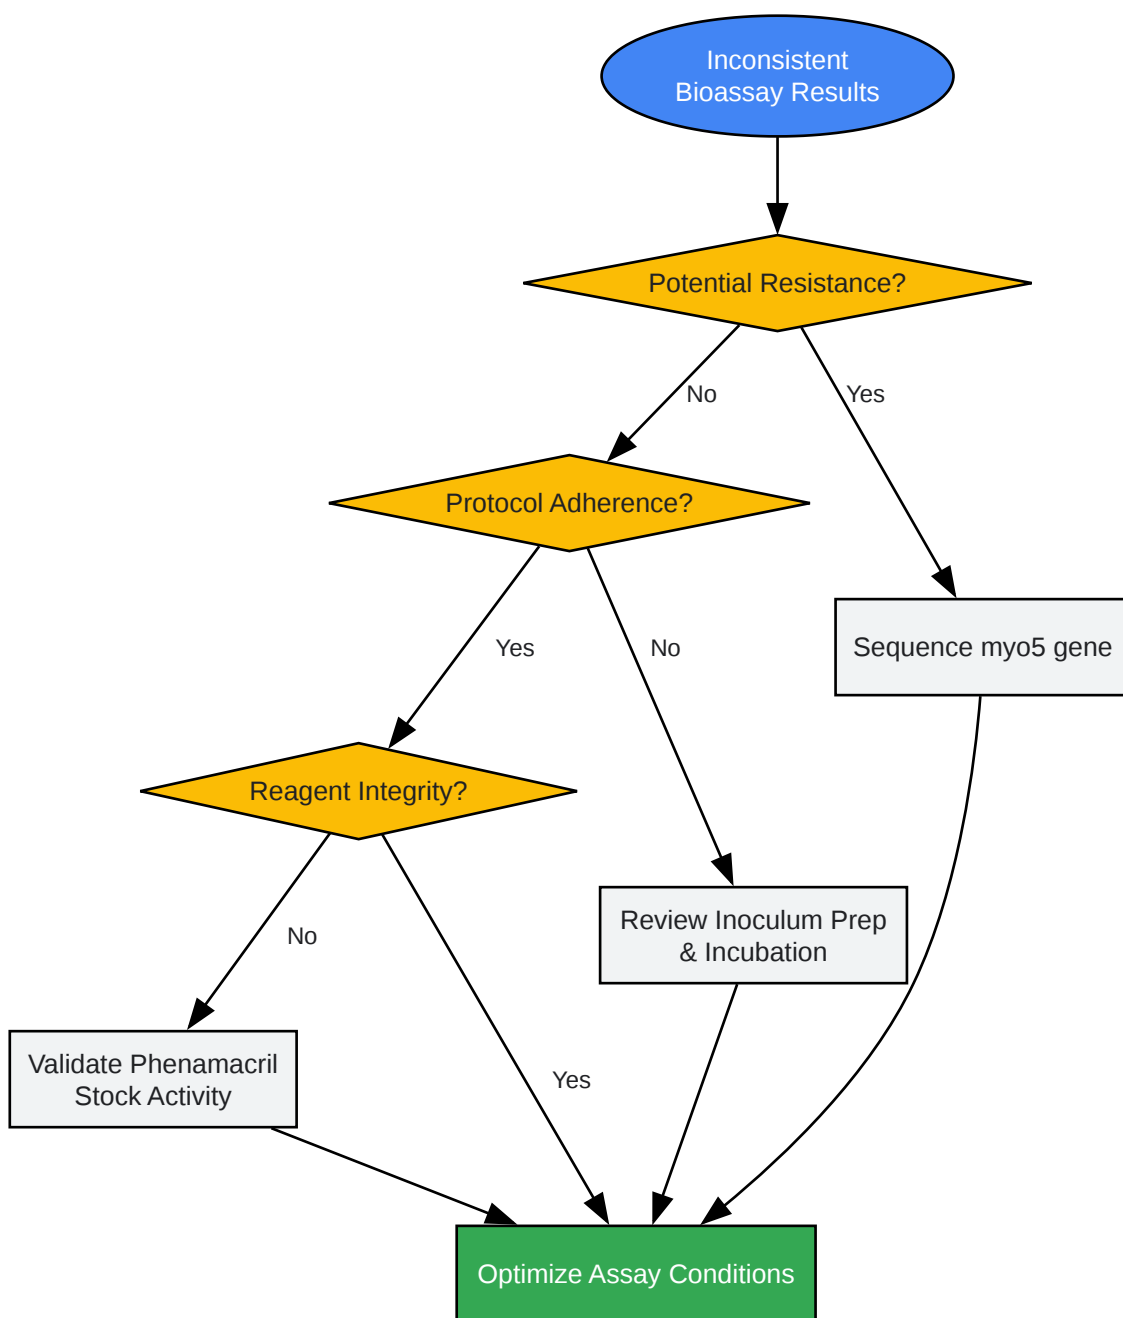 Inconsistent
Bioassay Results
Potential Resistance?
No
Yes
Protocol Adherence?
Yes
No
Sequence myo5 gene
Reagent Integrity?
No
Review Inoculum Prep
& Incubation
Validate Phenamacril
Stock Activity
Yes
Optimize Assay Conditions